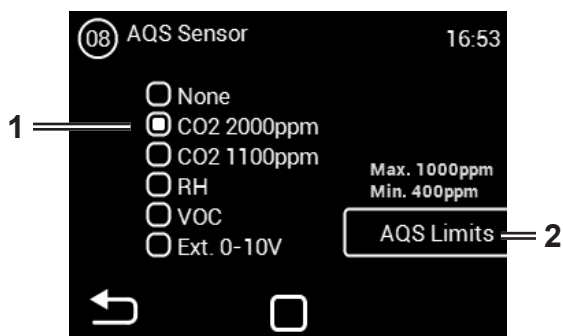 08 AQS Sensor 16:53
None
1
CO2 2000ppm
CO2 1100ppm
RH
VOC
Ext. 0-10V
Max. 1000ppm
Min. 400ppm
AQS Limits
2